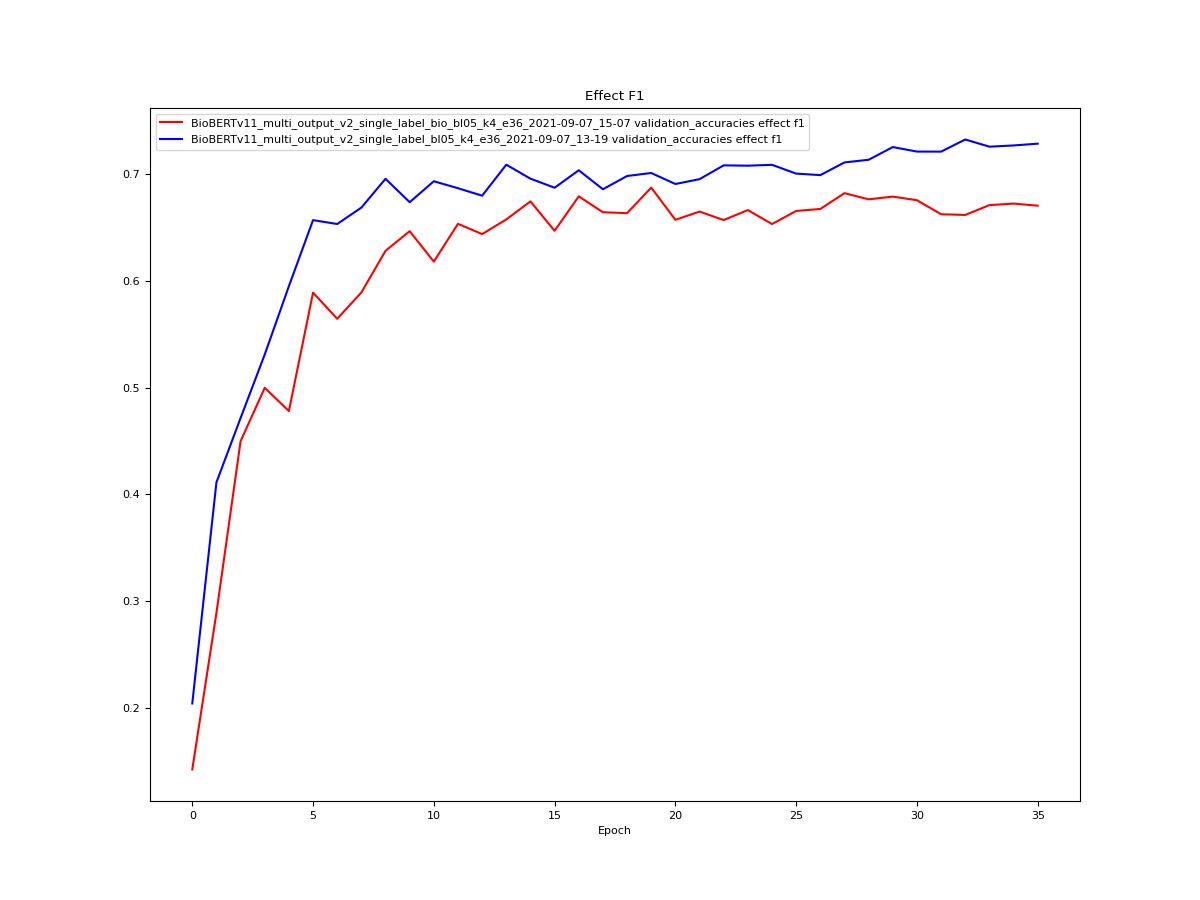 Effect F1
BioBERTv11_multi_output_v2_single_label_bio_bl05_k4_e36_2021-09-07_15-07 validation_accuracies effect f1
BioBERTv11_multi_output_v2_single_label_bl05_k4_e36_2021-09-07_13-19 validation_accuracies effect f1
0.7
0.6
0.5
0.4
0.3
0.2
0 5 10 15 20 25 30 35
Epoch